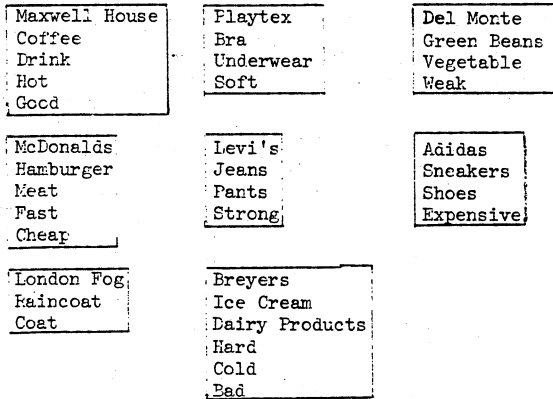 Maxwell House
Coffee
Drink
Hot
Good
Playtex
Bra
Underwear
Soft
Del Monte
Green Beans
Vegetable
Weak
McDonalds
Hamburger
Meat
Fast
Cheap
Levi's
Jeans
Pants
Strong
Adidas
Sneakers
Shoes
Expensive
London Fog
Raincoat
Coat
Breyers
Ice Cream
Dairy Products
Hard
Cold
Bad